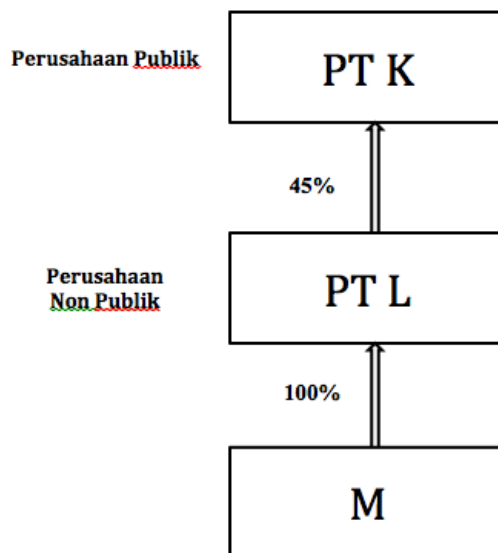 Perusahaan Publik
PT K
45%
Perusahaan
Non Publik
PT L
100%
M